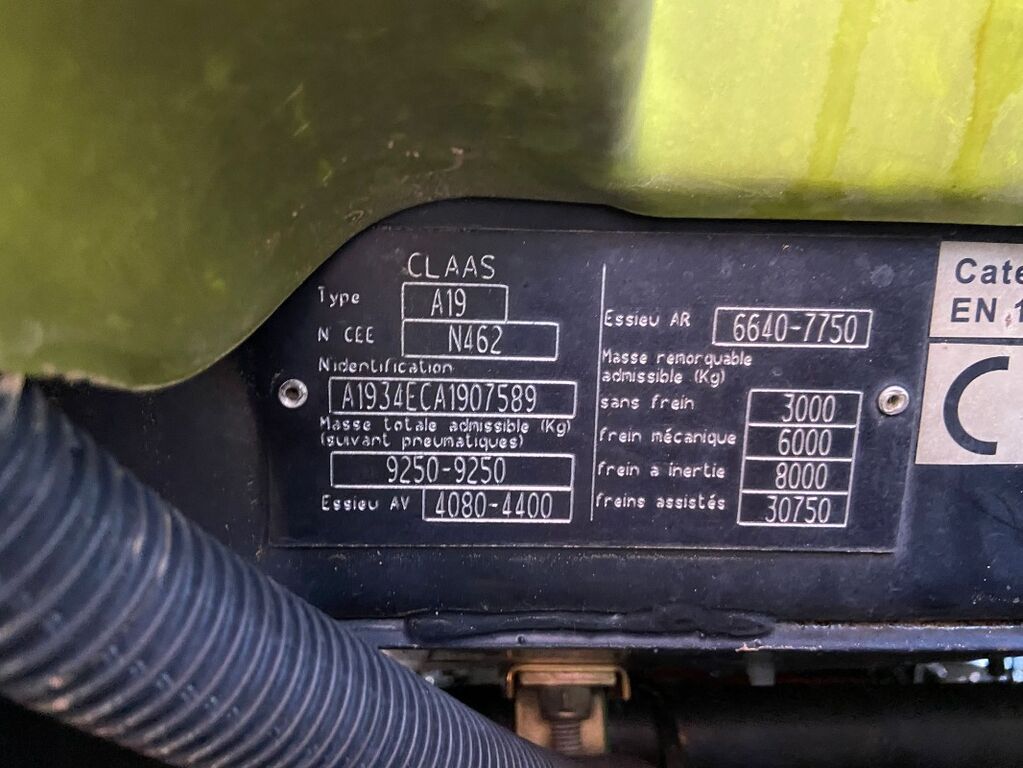 CLAAS
Type A19
N CEE N462
Nidentification
A1934ECA1907589
Masse totale admissible (Kg)
(suivant pneumatiques)
9250-9250
Essieu AV 4080-4400
Essieu AR 6640-7750
Masse remorquable
admissible (Kg)
sans frein 3000
frein mécanique 6000
frein a inertie 8000
freins assistés 30750
Cate
EN 1
CE